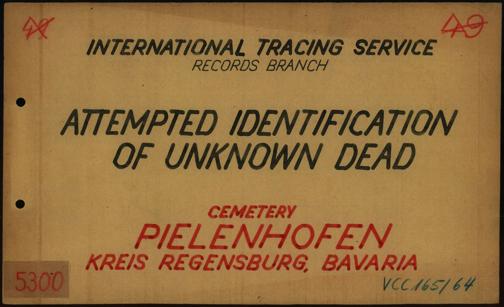 49
INTERNATIONAL TRACING SERVICE
RECORDS BRANCH
ATTEMPTED IDENTIFICATION
OF UNKNOWN DEAD
CEMETERY
PIELENHOFEN
KREIS REGENSBURG, BAVARIA
5300
VCC 165/64